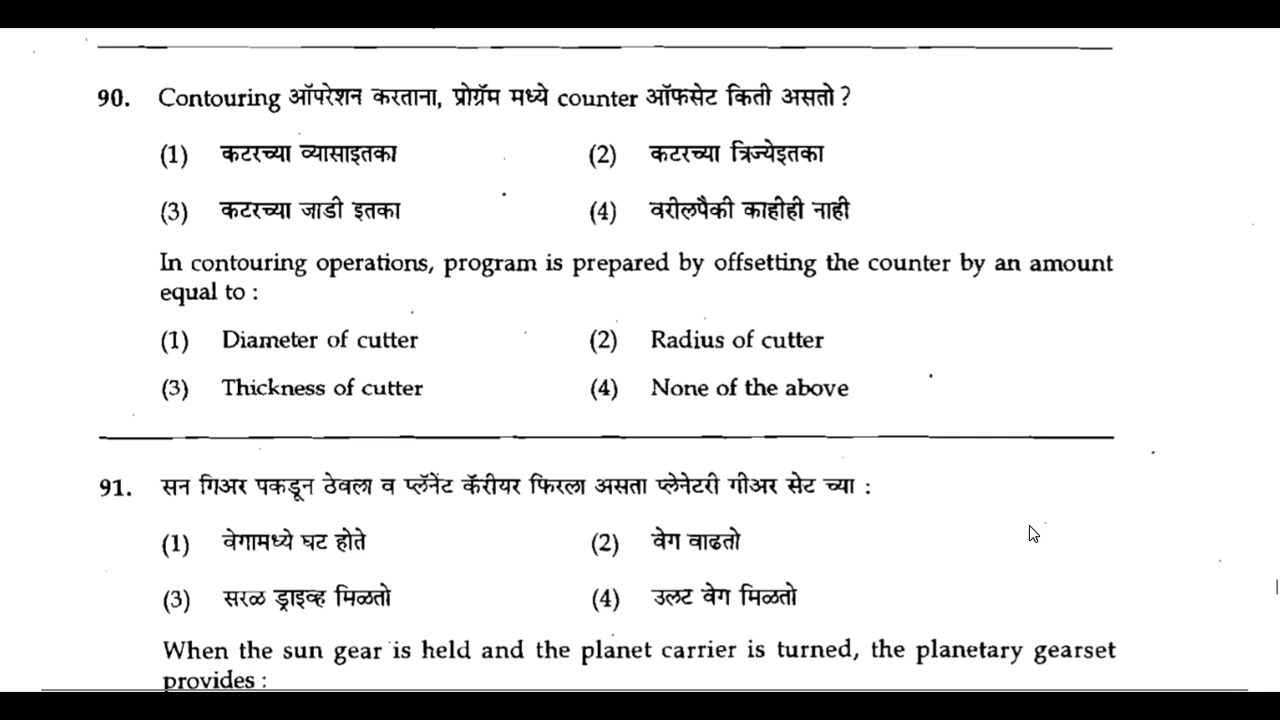 90. Contouring ऑपरेशन करताना, प्रोग्रॅम मध्ये counter ऑफसेट किती असतो ?
(1) कटरच्या व्यासाइतका (2) कटरच्या त्रिज्येइतका
(3) कटरच्या जाडी इतका (4) वरीलपैकी काहीही नाही
In contouring operations, program is prepared by offsetting the counter by an amount
equal to :
(1) Diameter of cutter (2) Radius of cutter
(3) Thickness of cutter (4) None of the above
91. सन गिअर पकडून ठेवला व प्लॅनेंट कॅरीयर फिरला असता प्लेनेटरी गीअर सेट च्या :
(1) वेगामध्ये घट होते (2) वेग वाढतो
(3) सरळ ड्राइव्ह मिळतो (4) उलट वेग मिळतो
When the sun gear is held and the planet carrier is turned, the planetary gearset
provides :